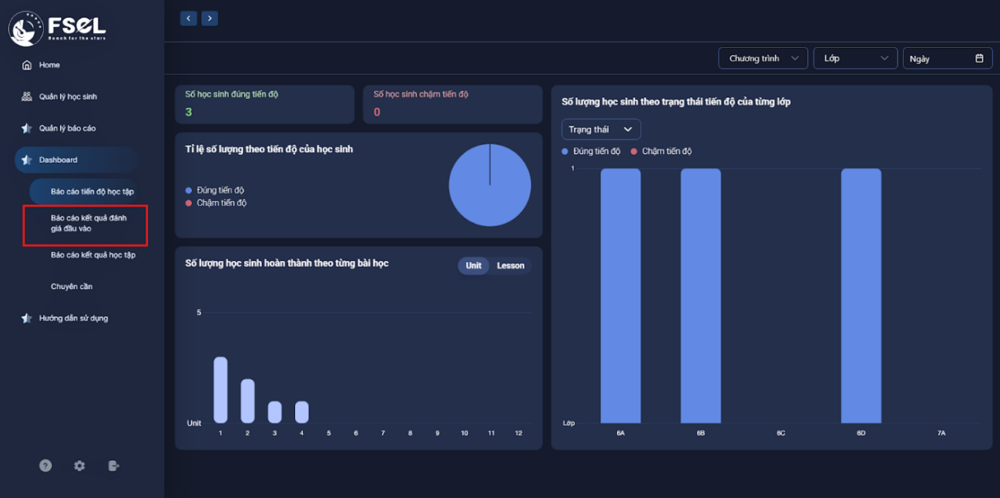 FSEL
Reach for the stars
Home
Quản lý học sinh
Quản lý báo cáo
Dashboard
Báo cáo tiến độ học tập
Báo cáo kết quả đánh
giá đầu vào
Báo cáo kết quả học tập
Chuyên cần
Hướng dẫn sử dụng
Chương trình
Lớp
Ngày
Số học sinh đúng tiến độ
3
Số học sinh chậm tiến độ
0
Tỉ lệ số lượng theo tiến độ của học sinh
Đúng tiến độ
Chậm tiến độ
Số lượng học sinh hoàn thành theo từng bài học
Unit Lesson
5
Unit
1 2 3 4 5 6 7 8 9 10 11 12
Số lượng học sinh theo trạng thái tiến độ của từng lớp
Trạng thái
Đúng tiến độ Chậm tiến độ
1
Lớp
6A 6B 6C 6D 7A